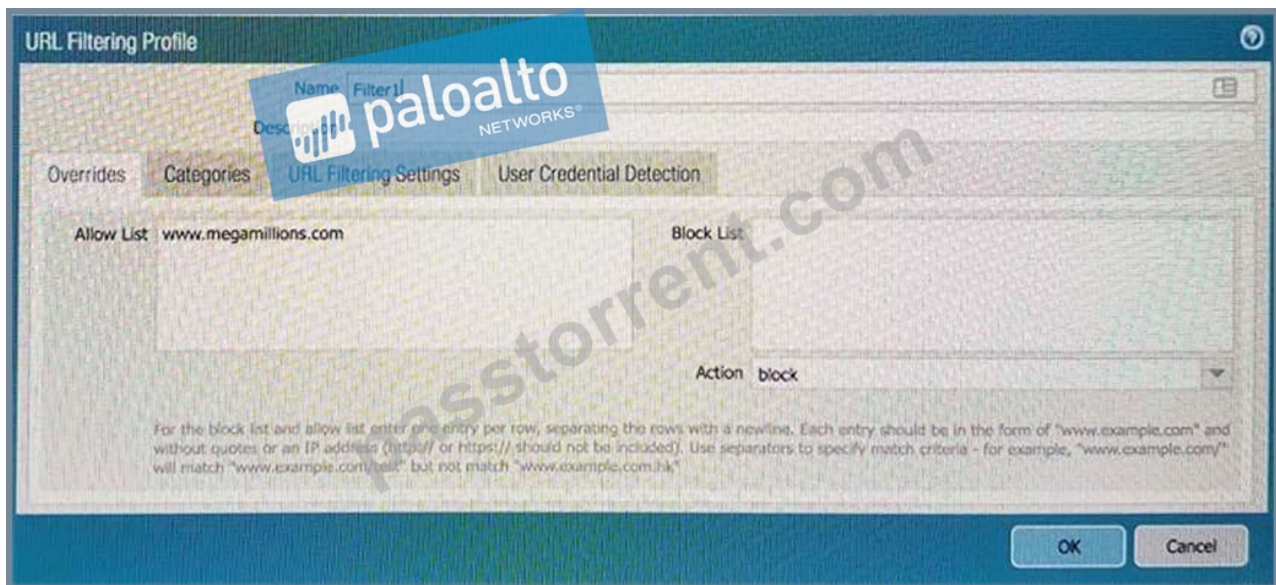 URL Filtering Profile
Name Filter1
Description
paloalto
NETWORKS®
Overrides Categories URL Filtering Settings User Credential Detection
Allow List www.megamillions.com
Block List
Action block
For the block list and allow list enter one entry per row, separating the rows with a newline. Each entry should be in the form of "www.example.com" and
without quotes or an IP address (http:// or https:// should not be included). Use separators to specify match criteria - for example, "www.example.com/"
will match "www.example.com/test" but not match "www.example.com.hk"
OK Cancel
passtorrent.com